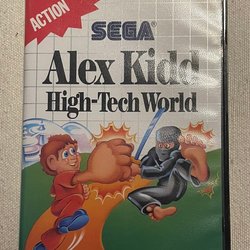 ACTION
SEGA
Alex Kidd
High-Tech World